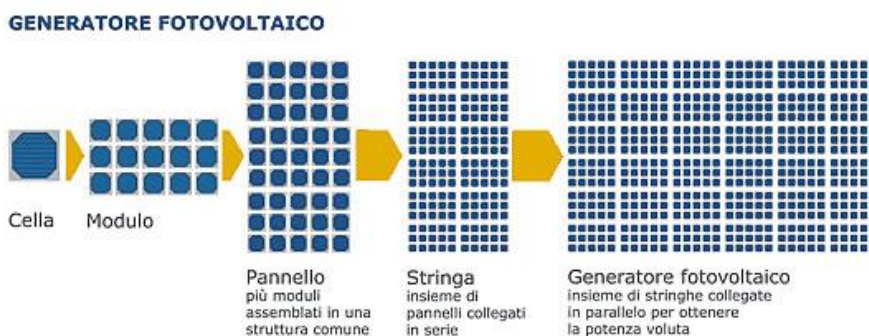 GENERATORE FOTOVOLTAICO
Cella
Modulo
Pannello
più moduli
assemblati in una
struttura comune
Stringa
insieme di
pannelli collegati
in serie
Generatore fotovoltaico
insieme di stringhe collegate
in parallelo per ottenere
la potenza voluta